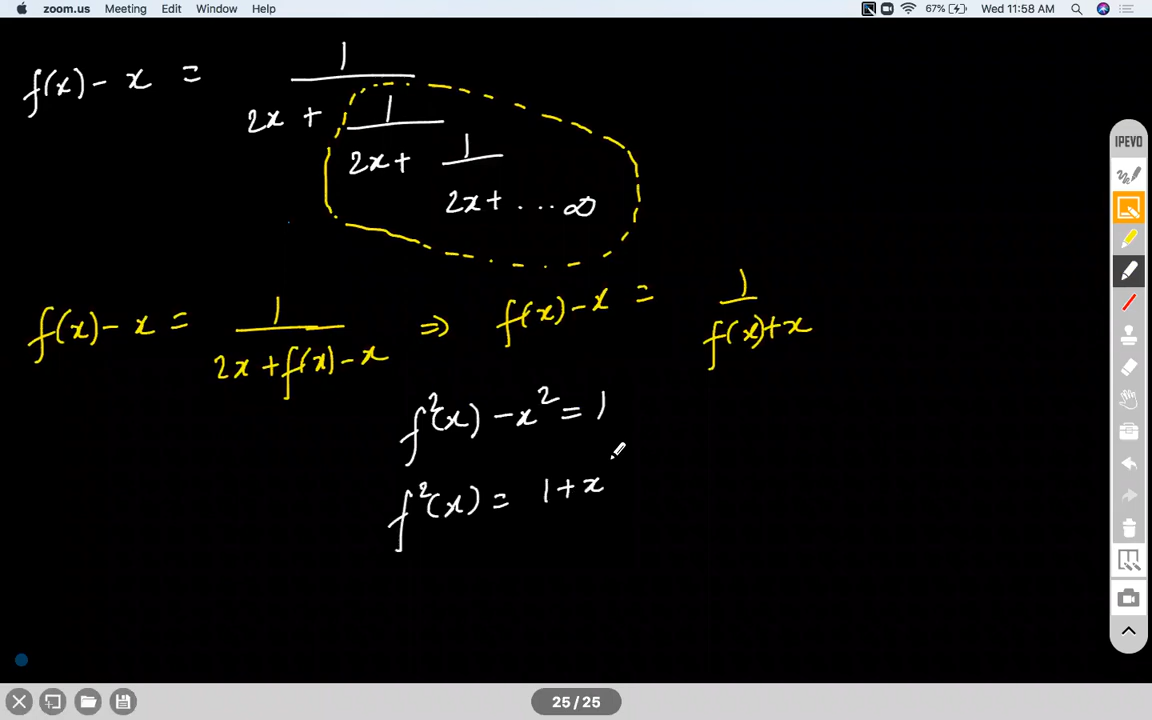 zoom.us Meeting Edit Window Help 67% Wed 11:58 AM
f(x) - x = 1
2x + 1
2x + 1
2x + ... ∞
IPEVO
f(x) - x = 1 / (2x + f(x) - x) ⇒ f(x) - x = 1 / (f(x) + x)
f²(x) - x² = 1
f²(x) = 1 + x
25 / 25